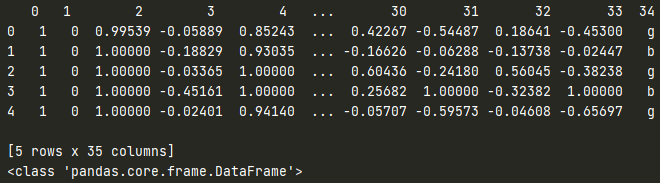 0  1        2        3        4  ...       30       31       32       33  34
0  1  0  0.99539 -0.05889  0.85243  ...  0.42267 -0.54487  0.18641 -0.45300   g
1  1  0  1.00000 -0.18829  0.93035  ... -0.16626 -0.06288 -0.13738 -0.02447   b
2  1  0  1.00000 -0.03365  1.00000  ...  0.60436 -0.24180  0.56045 -0.38238   g
3  1  0  1.00000 -0.45161  1.00000  ...  0.25682  1.00000 -0.32382  1.00000   b
4  1  0  1.00000 -0.02401  0.94140  ... -0.05707 -0.59573 -0.04608 -0.65697   g
[5 rows x 35 columns]
<class 'pandas.core.frame.DataFrame'>